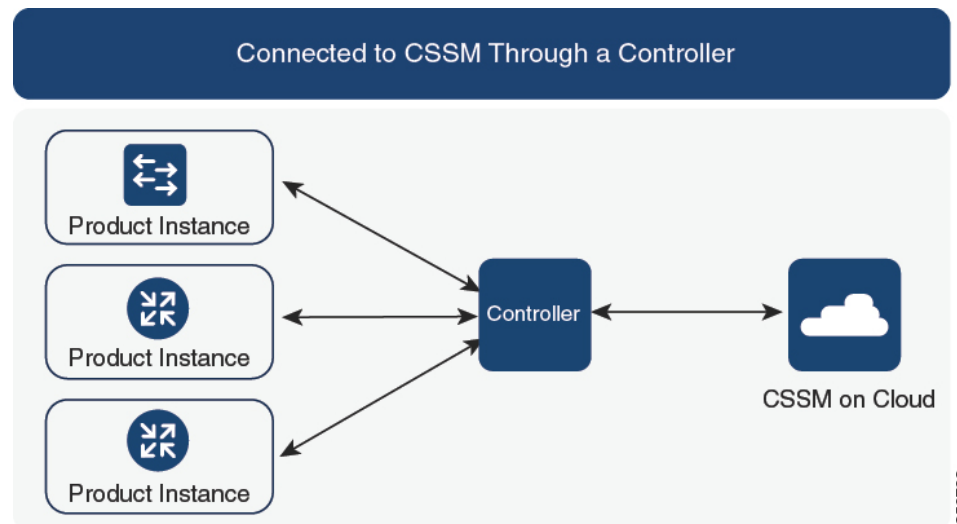 Connected to CSSM Through a Controller
Product Instance
Product Instance
Product Instance
Controller
CSSM on Cloud